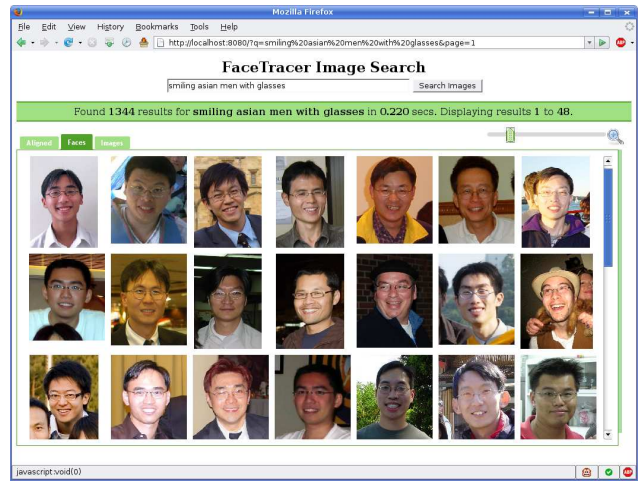 Mozilla Firefox
File Edit View History Bookmarks Tools Help
http://localhost:8080/?q=smiling%20asian%20men%20with%20glasses&page=1
FaceTracer Image Search
smiling asian men with glasses Search Images
Found 1344 results for smiling asian men with glasses in 0.220 secs. Displaying results 1 to 48.
Aligned Faces Images
javascript:void(0)